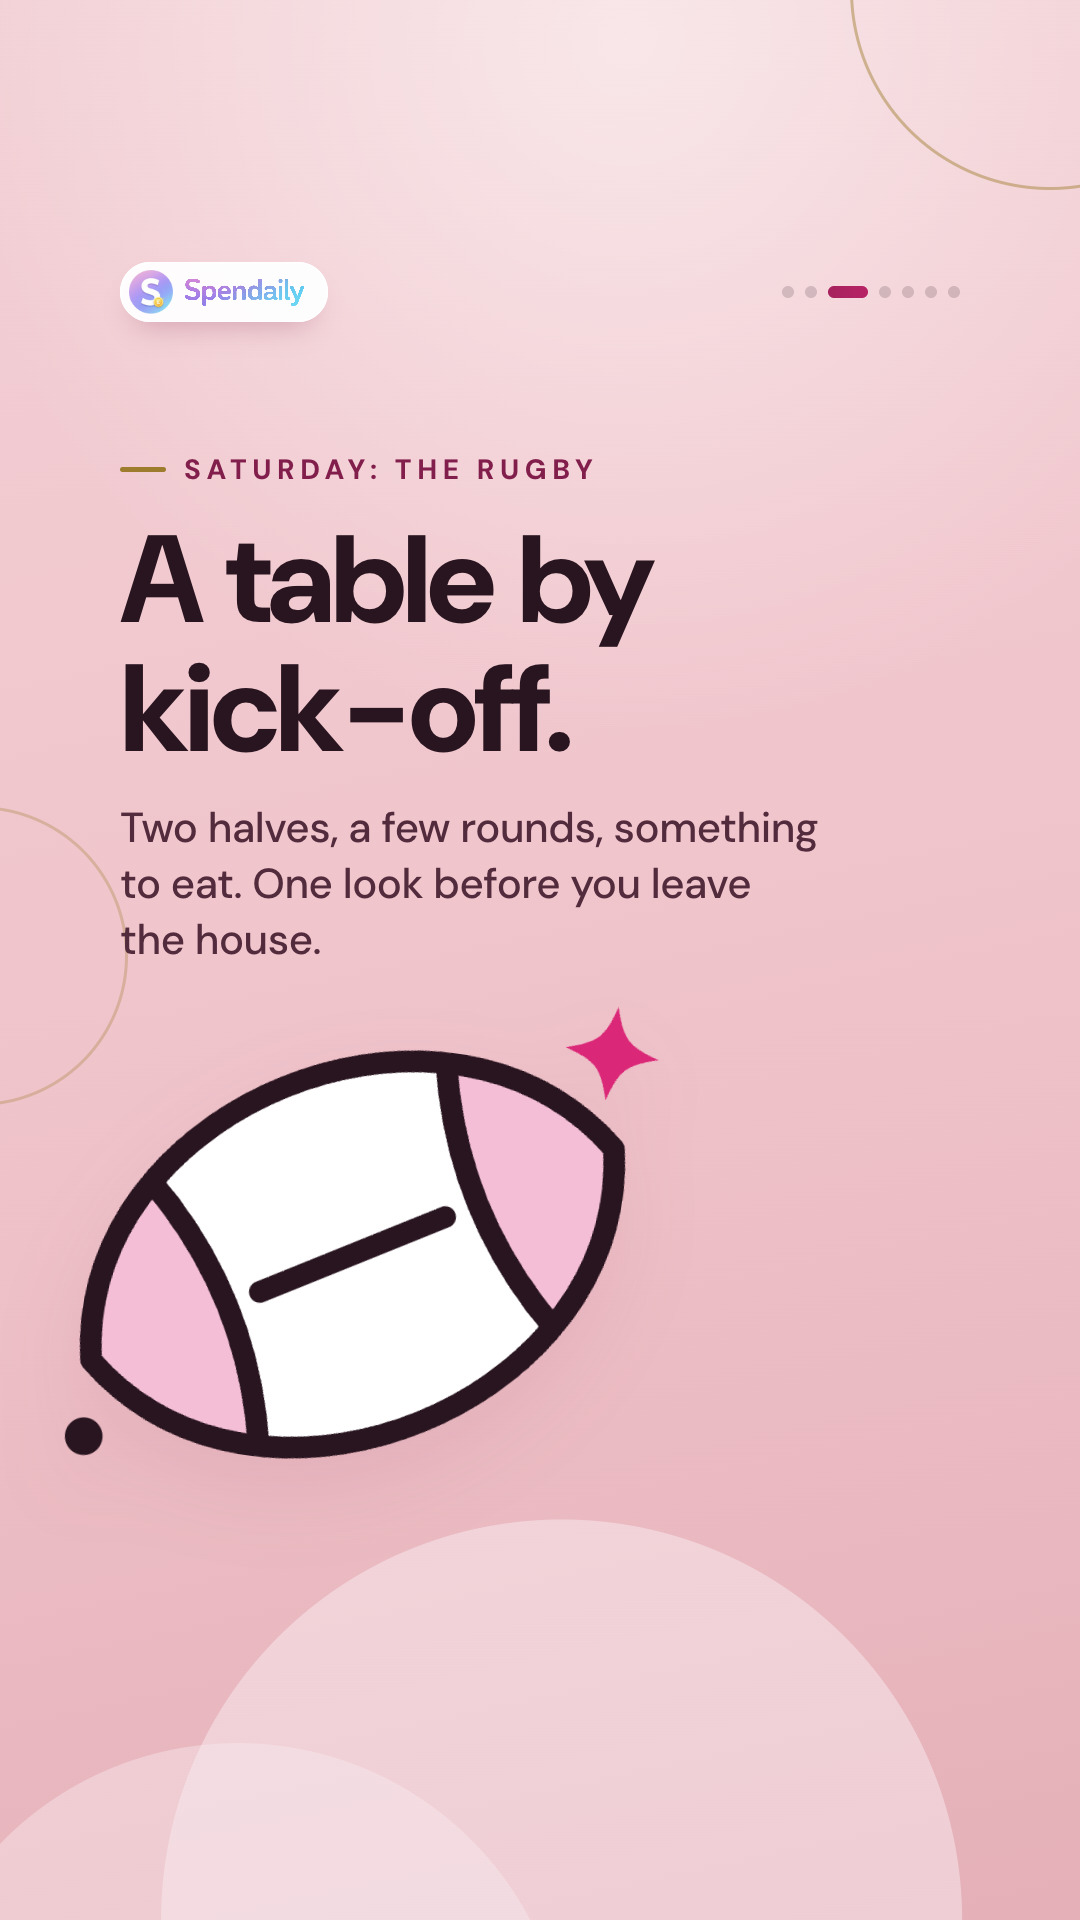 Spendaily
SATURDAY: THE RUGBY
A table by
kick-off.
Two halves, a few rounds, something
to eat. One look before you leave
the house.